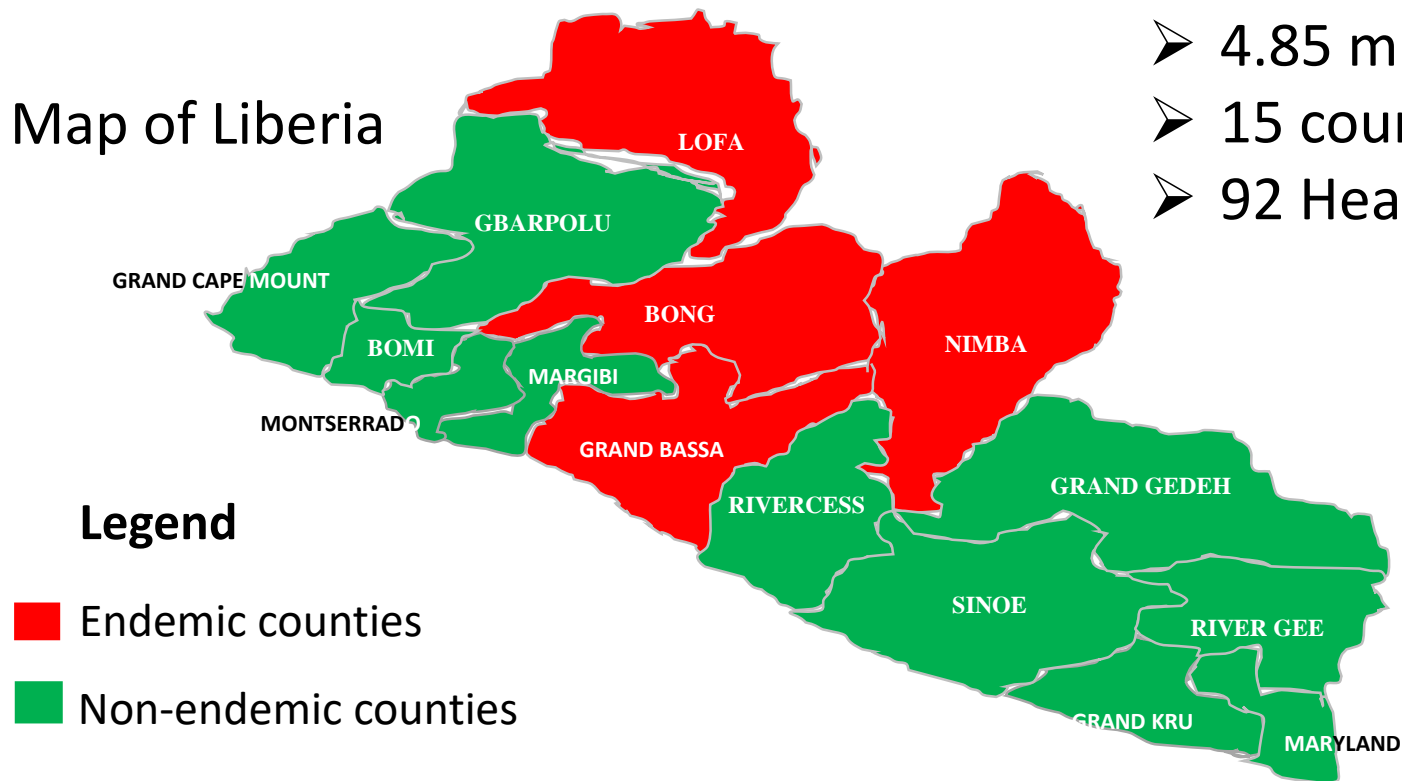 Map of Liberia
➢ 4.85 m
➢ 15 cour
➢ 92 Hea
LOFA
GBARPOLU
GRAND CAPE MOUNT
BONG
BOMI
NIMBA
MARGIBI
MONTSERRADO
GRAND BASSA
RIVERCESS
GRAND GEDEH
SINOE
RIVER GEE
GRAND KRU
MARYLAND
Legend
Endemic counties
Non-endemic counties